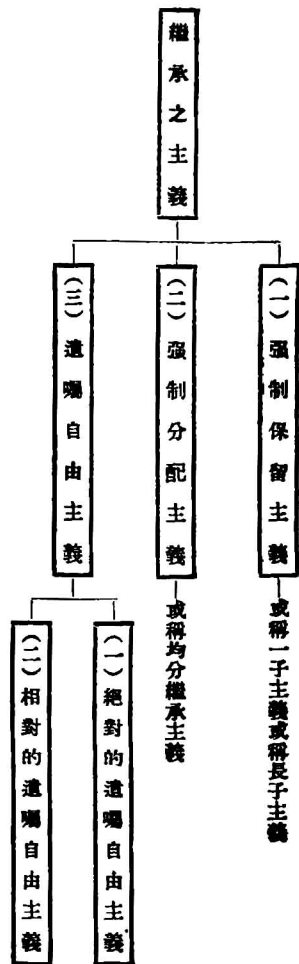 繼承之主義
(一)强制保留主義
或稱一子主義或稱長子主義
(二)强制分配主義
或稱均分繼承主義
(三)遺囑自由主義
(一)絕對的遺囑自由主義
(二)相對的遺囑自由主義